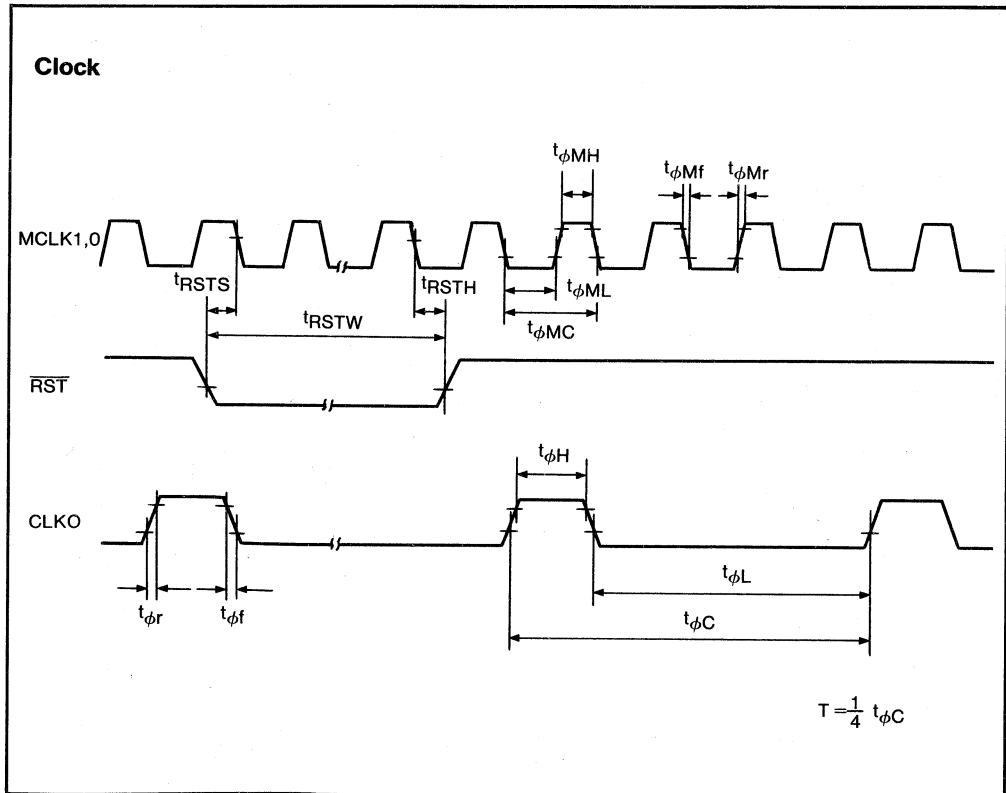 Clock
tϕMH
tϕMf tϕMr
MCLK1,0
tRSTS tRSTH tϕML
tRSTW tϕMC
RST
tϕH
CLKO
tϕL
tϕr tϕf tϕC
T = 1/4 tϕC